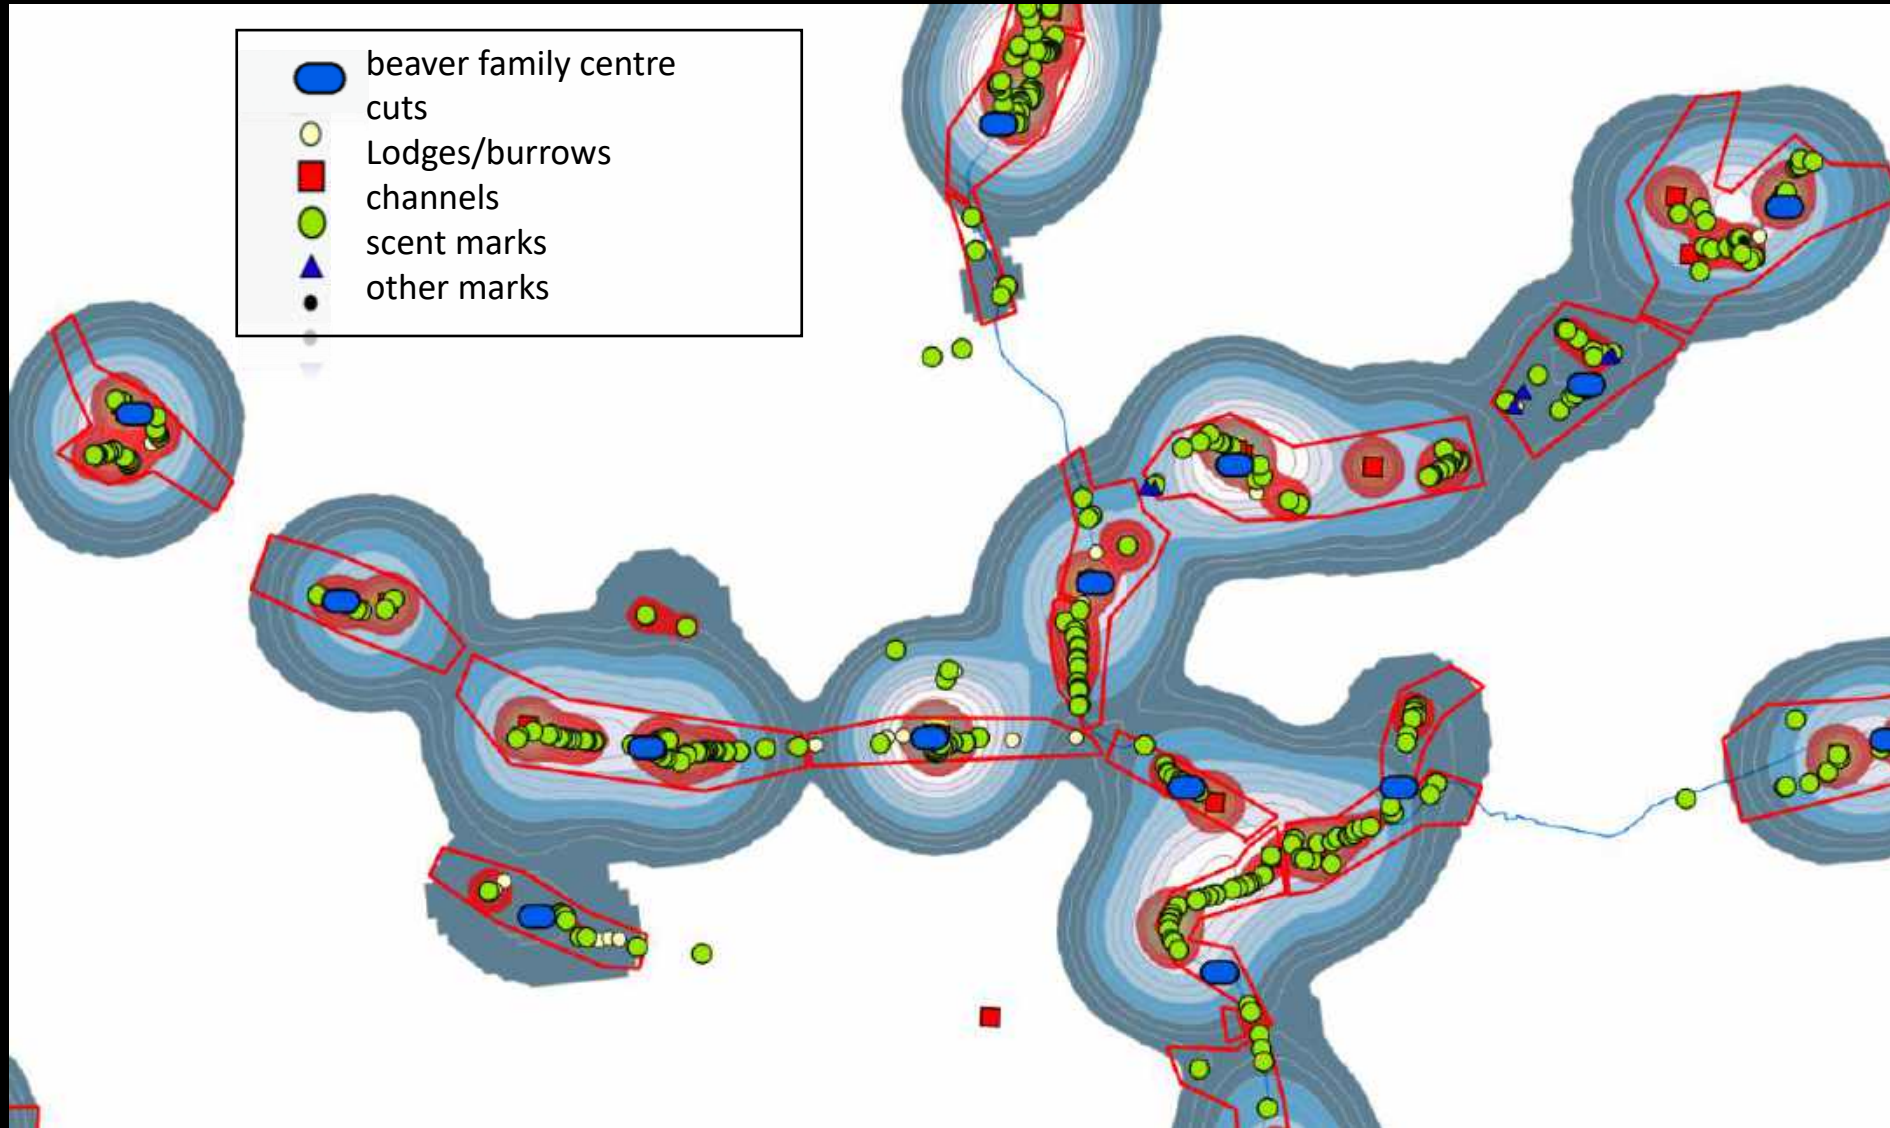 beaver family centre
cuts
Lodges/burrows
channels
scent marks
other marks